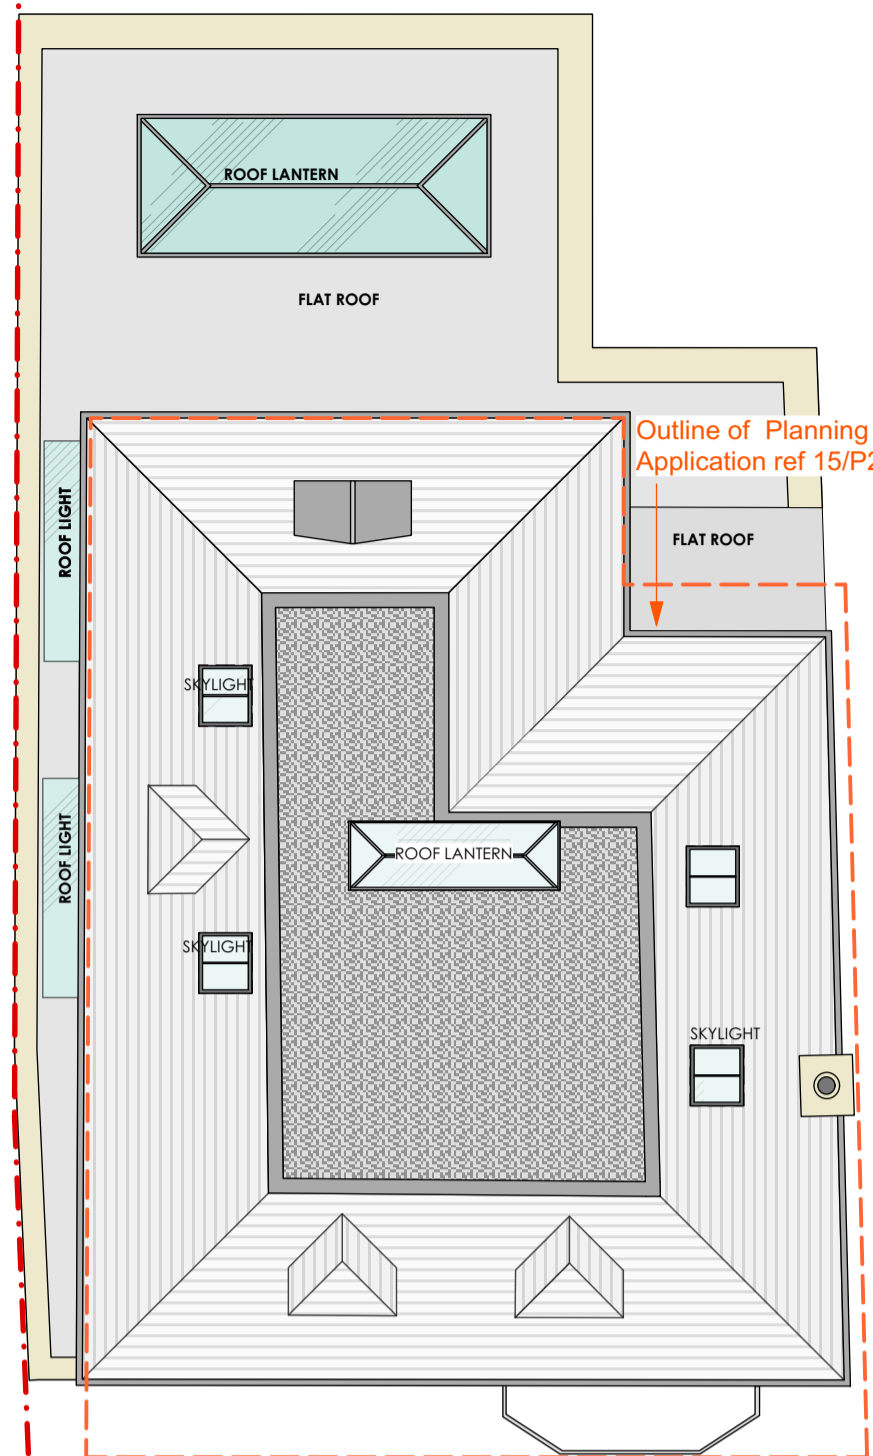 ROOF LANTERN
FLAT ROOF
Outline of Planning
Application ref 15/P2
ROOF LIGHT
FLAT ROOF
SKYLIGHT
ROOF LIGHT
ROOF LANTERN
SKYLIGHT
SKYLIGHT